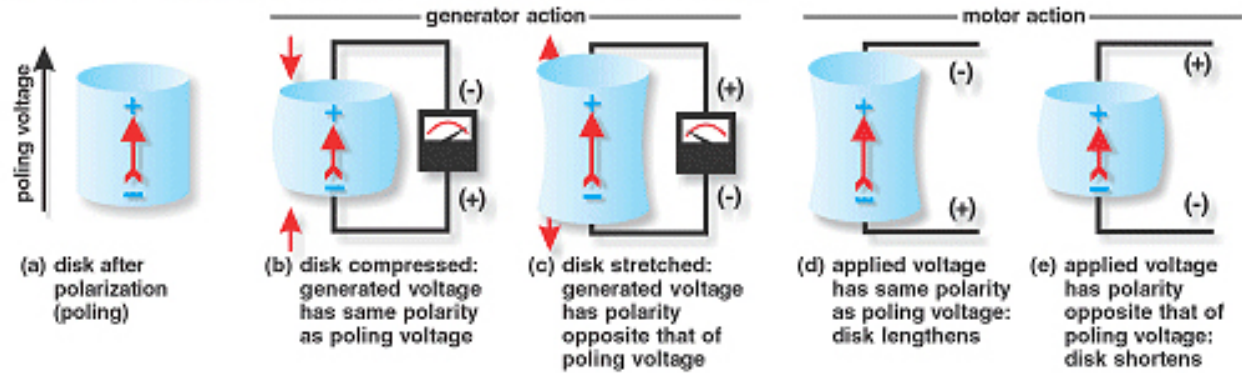 generator action
motor action
poling voltage
+
−
(-)
(+)
+
−
(+)
(-)
+
−
(-)
(+)
+
−
(+)
(-)
+
−
(a) disk after
polarization
(poling)
(b) disk compressed:
generated voltage
has same polarity
as poling voltage
(c) disk stretched:
generated voltage
has polarity
opposite that of
poling voltage
(d) applied voltage
has same polarity
as poling voltage:
disk lengthens
(e) applied voltage
has polarity
opposite that of
poling voltage:
disk shortens